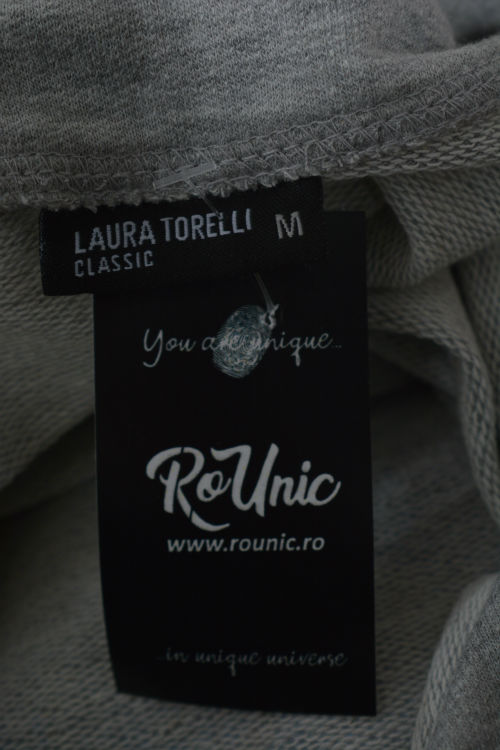 LAURA TORELLI M
CLASSIC
You are unique...
RoUnic
www.rounic.ro
...in unique universe